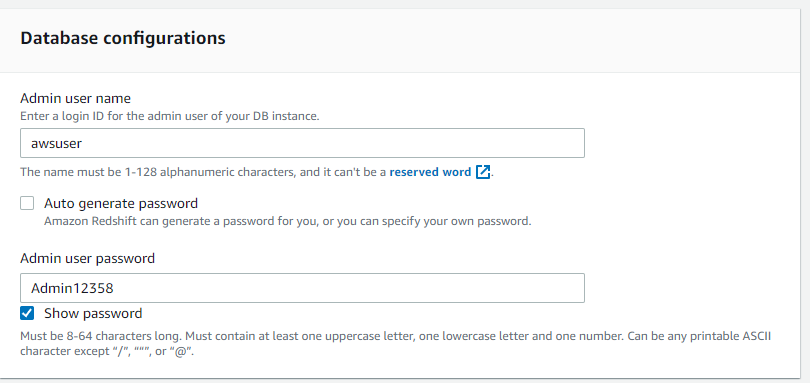 Database configurations
Admin user name
Enter a login ID for the admin user of your DB instance.
awsuser
The name must be 1-128 alphanumeric characters, and it can't be a reserved word.
Auto generate password
Amazon Redshift can generate a password for you, or you can specify your own password.
Admin user password
Admin12358
Show password
Must be 8-64 characters long. Must contain at least one uppercase letter, one lowercase letter and one number. Can be any printable ASCII
character except “/”, “"”, or “@”.